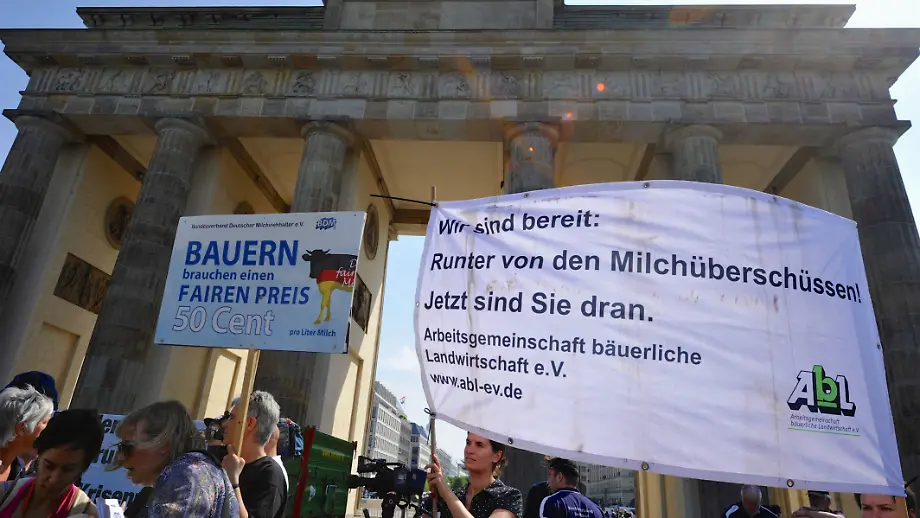 Bundesverband Deutscher Milchviehhalter e.V.
BDM
BAUERN
brauchen einen
FAIREN PREIS
50 Cent
pro Liter Milch
Wir sind bereit:
Runter von den Milchüberschüssen!
Jetzt sind Sie dran.
Arbeitsgemeinschaft bäuerliche
Landwirtschaft e.V.
www.abl-ev.de
AbL
Arbeitsgemeinschaft
bäuerliche Landwirtschaft e.V.